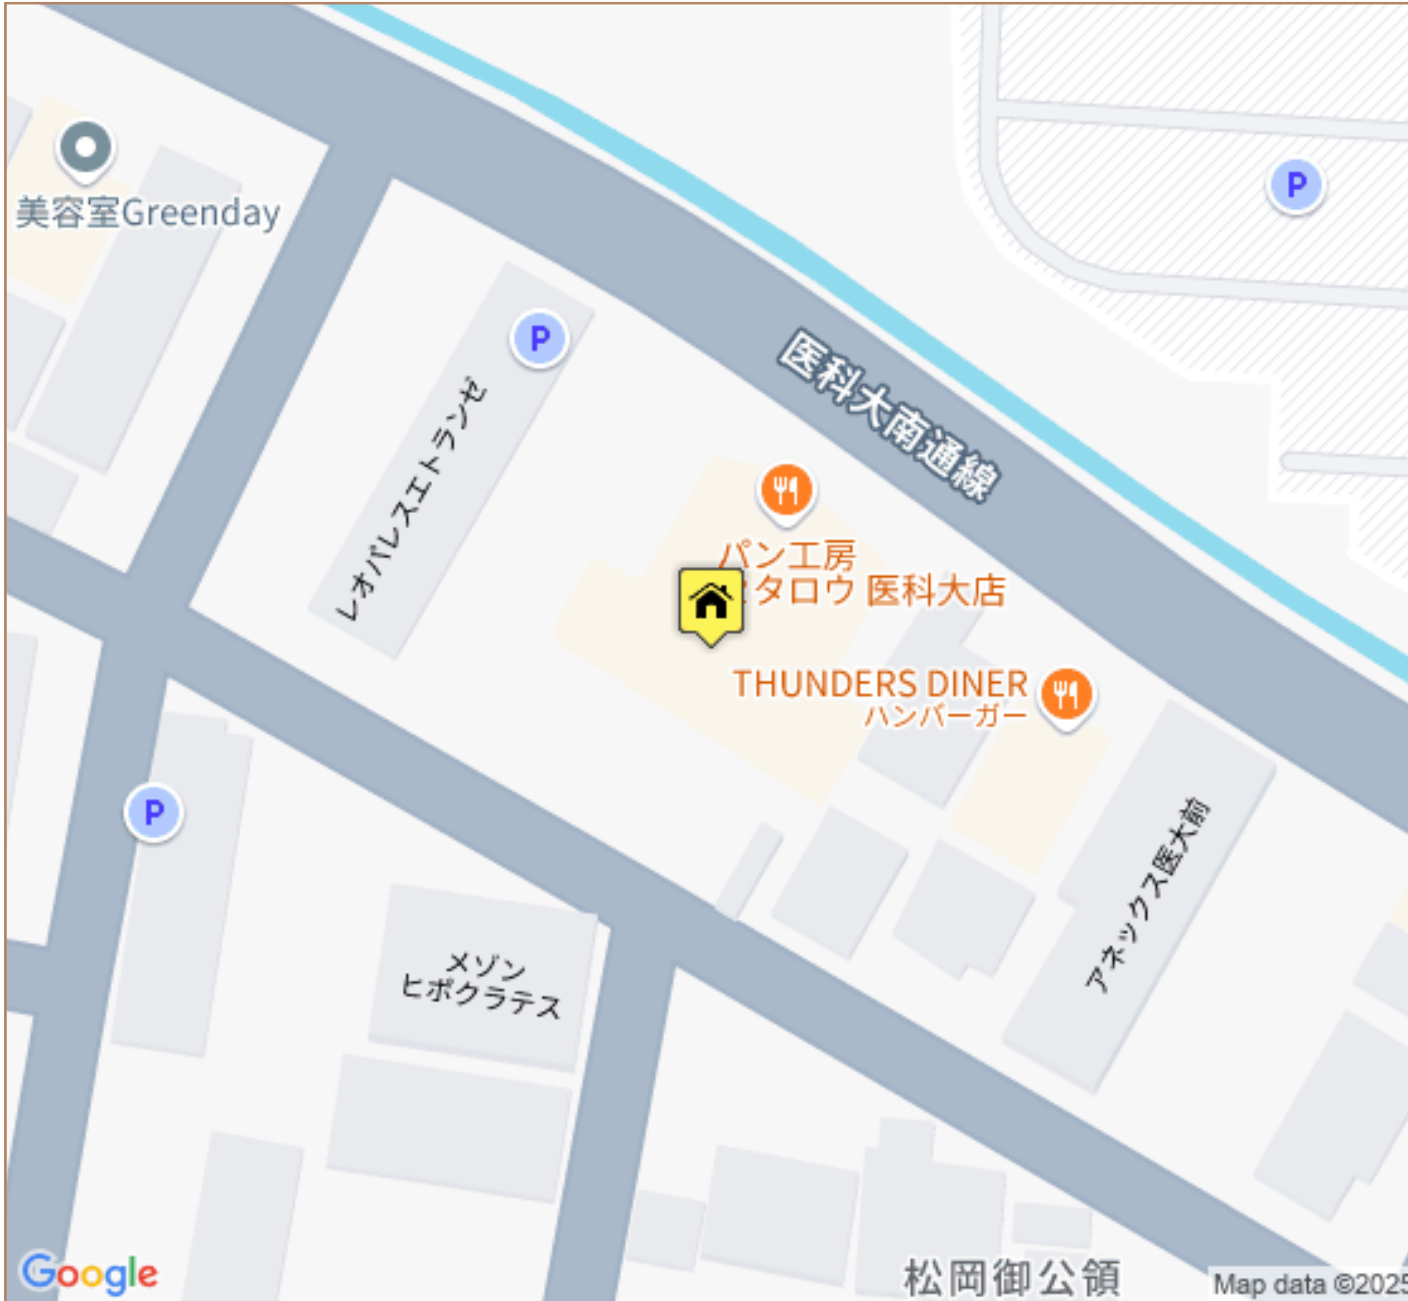 美容室Greenday
P
P
レオパレスエトランゼ
医科大南通線
パン工房
タロウ 医科大店
THUNDERS DINER
ハンバーガー
P
アネックス医大前
メゾン
ヒポクラテス
松岡御公領
Google
Map data ©2025